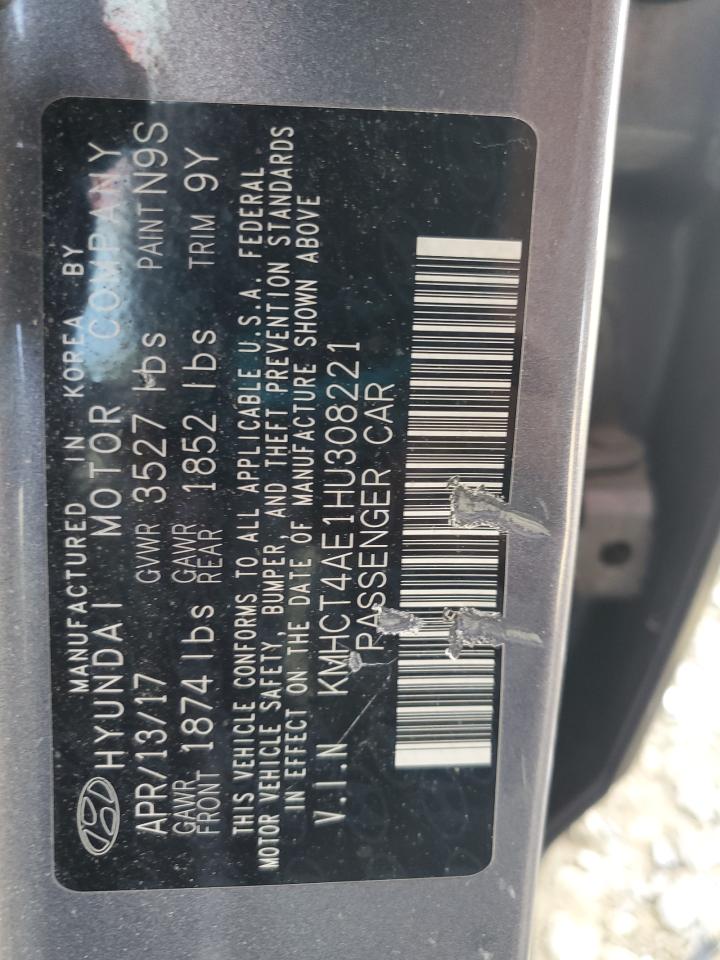 MANUFACTURED IN KOREA BY
HYUNDAI MOTOR COMPANY
APR/13/17 GVWR 3527 lbs PAINT N9S
GAWR FRONT 1874 lbs GAWR REAR 1852 lbs TRIM 9Y
THIS VEHICLE CONFORMS TO ALL APPLICABLE U.S.A. FEDERAL
MOTOR VEHICLE SAFETY, BUMPER, AND THEFT PREVENTION STANDARDS
IN EFFECT ON THE DATE OF MANUFACTURE SHOWN ABOVE
V.I.N KMHCT4AE1HU308221
PASSENGER CAR